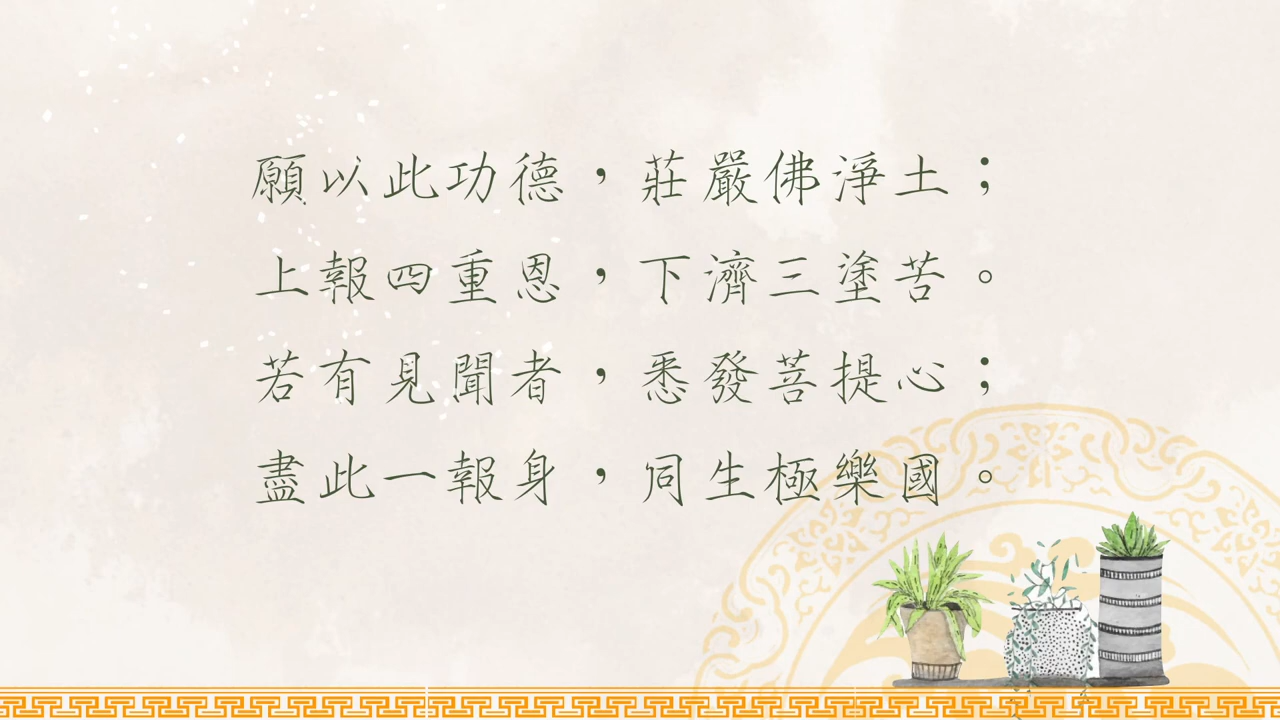 願以此功德，莊嚴佛淨土；
上報四重恩，下濟三塗苦。
若有見聞者，悉發菩提心；
盡此一報身，同生極樂國。